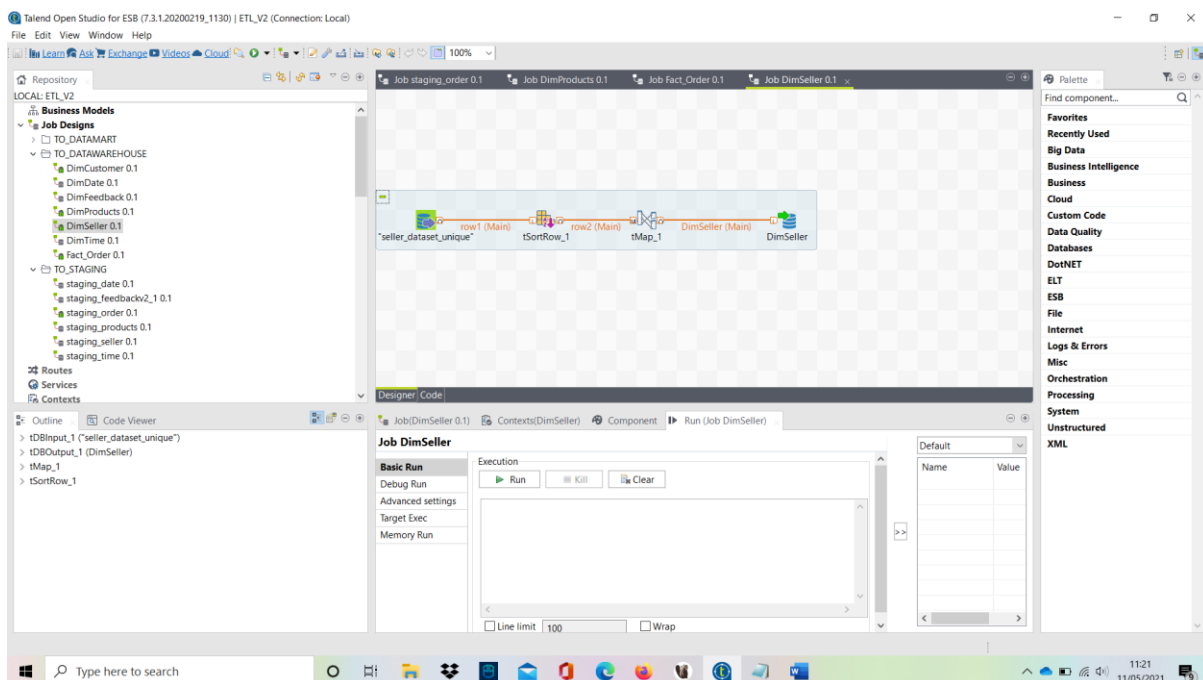 Talend Open Studio for ESB (7.3.1.20200219_1130) | ETL_V2 (Connection: Local)
File Edit View Window Help
Learn Ask Exchange Videos Cloud 100%
Repository
LOCAL: ETL_V2
Business Models
Job Designs
TO_DATAMART
TO_DATAWAREHOUSE
DimCustomer 0.1
DimDate 0.1
DimFeedback 0.1
DimProducts 0.1
DimSeller 0.1
DimTime 0.1
Fact_Order 0.1
TO_STAGING
staging_date 0.1
staging_feedbackv2_1 0.1
staging_order 0.1
staging_products 0.1
staging_seller 0.1
staging_time 0.1
Routes
Services
Contexts
Job staging_order 0.1 Job DimProducts 0.1 Job Fact_Order 0.1 Job DimSeller 0.1
row1 (Main) row2 (Main) DimSeller (Main)
"seller_dataset_unique" tSortRow_1 tMap_1 DimSeller
Designer Code
Palette
Find component...
Favorites
Recently Used
Big Data
Business Intelligence
Business
Cloud
Custom Code
Data Quality
Databases
DotNET
ELT
ESB
File
Internet
Logs & Errors
Misc
Orchestration
Processing
System
Unstructured
XML
Outline Code Viewer
tDBInput_1 ("seller_dataset_unique")
tDBOutput_1 (DimSeller)
tMap_1
tSortRow_1
Job(DimSeller 0.1) Contexts(DimSeller) Component Run (Job DimSeller)
Job DimSeller
Basic Run
Debug Run
Advanced settings
Target Exec
Memory Run
Execution
Run Kill Clear
>>
Line limit 100 Wrap
Default
Name Value
Type here to search
11:21
11/05/2021